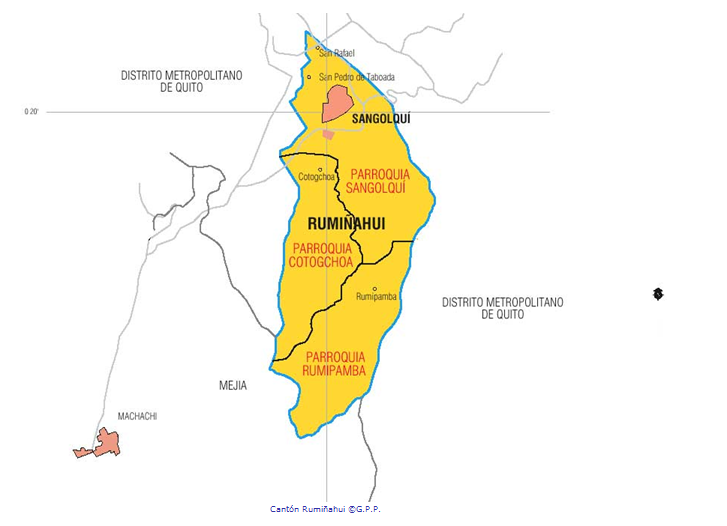 San Rafael
DISTRITO METROPOLITANO
DE QUITO
San Pedro de Taboada
0.20'
SANGOLQUÍ
Cotogchoa
PARROQUIA
SANGOLQUÍ
RUMIÑAHUI
PARROQUIA
COTOGCHOA
Rumipamba
DISTRITO METROPOLITANO
DE QUITO
PARROQUIA
RUMIPAMBA
MEJIA
MACHACHI
Cantón Rumiñahui ©G.P.P.